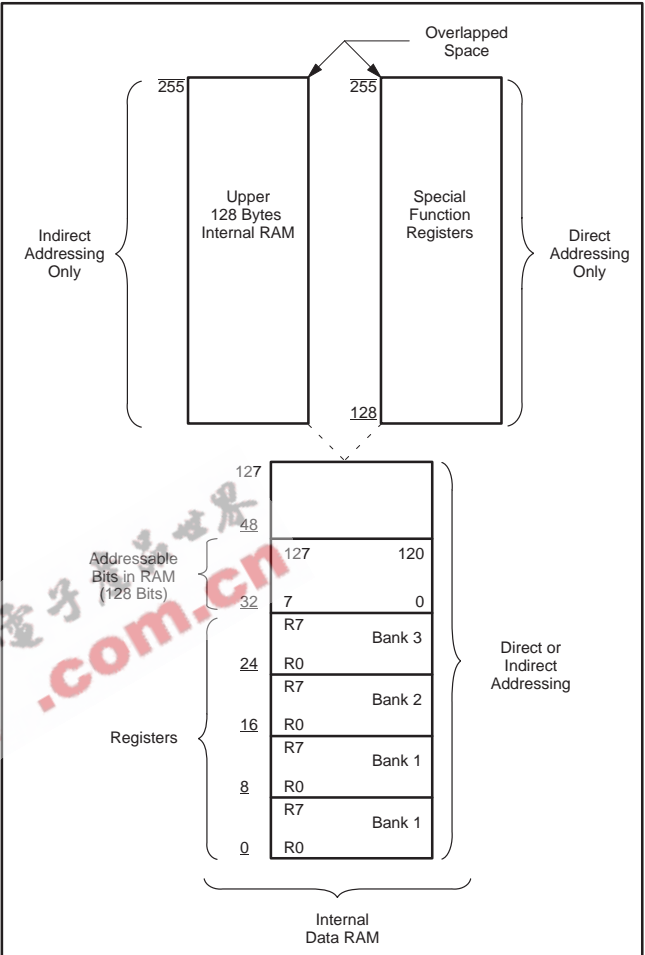 Overlapped
Space
255
255
Upper
128 Bytes
Internal RAM
Special
Function
Registers
Indirect
Addressing
Only
Direct
Addressing
Only
128
127
48
Addressable
Bits in RAM
(128 Bits)
127 120
32
7 0
R7
Bank 3
24
R0
R7
Bank 2
16
R0
Direct or
Indirect
Addressing
Registers
R7
Bank 1
8
R0
R7
Bank 1
0
R0
Internal
Data RAM
.com.cn